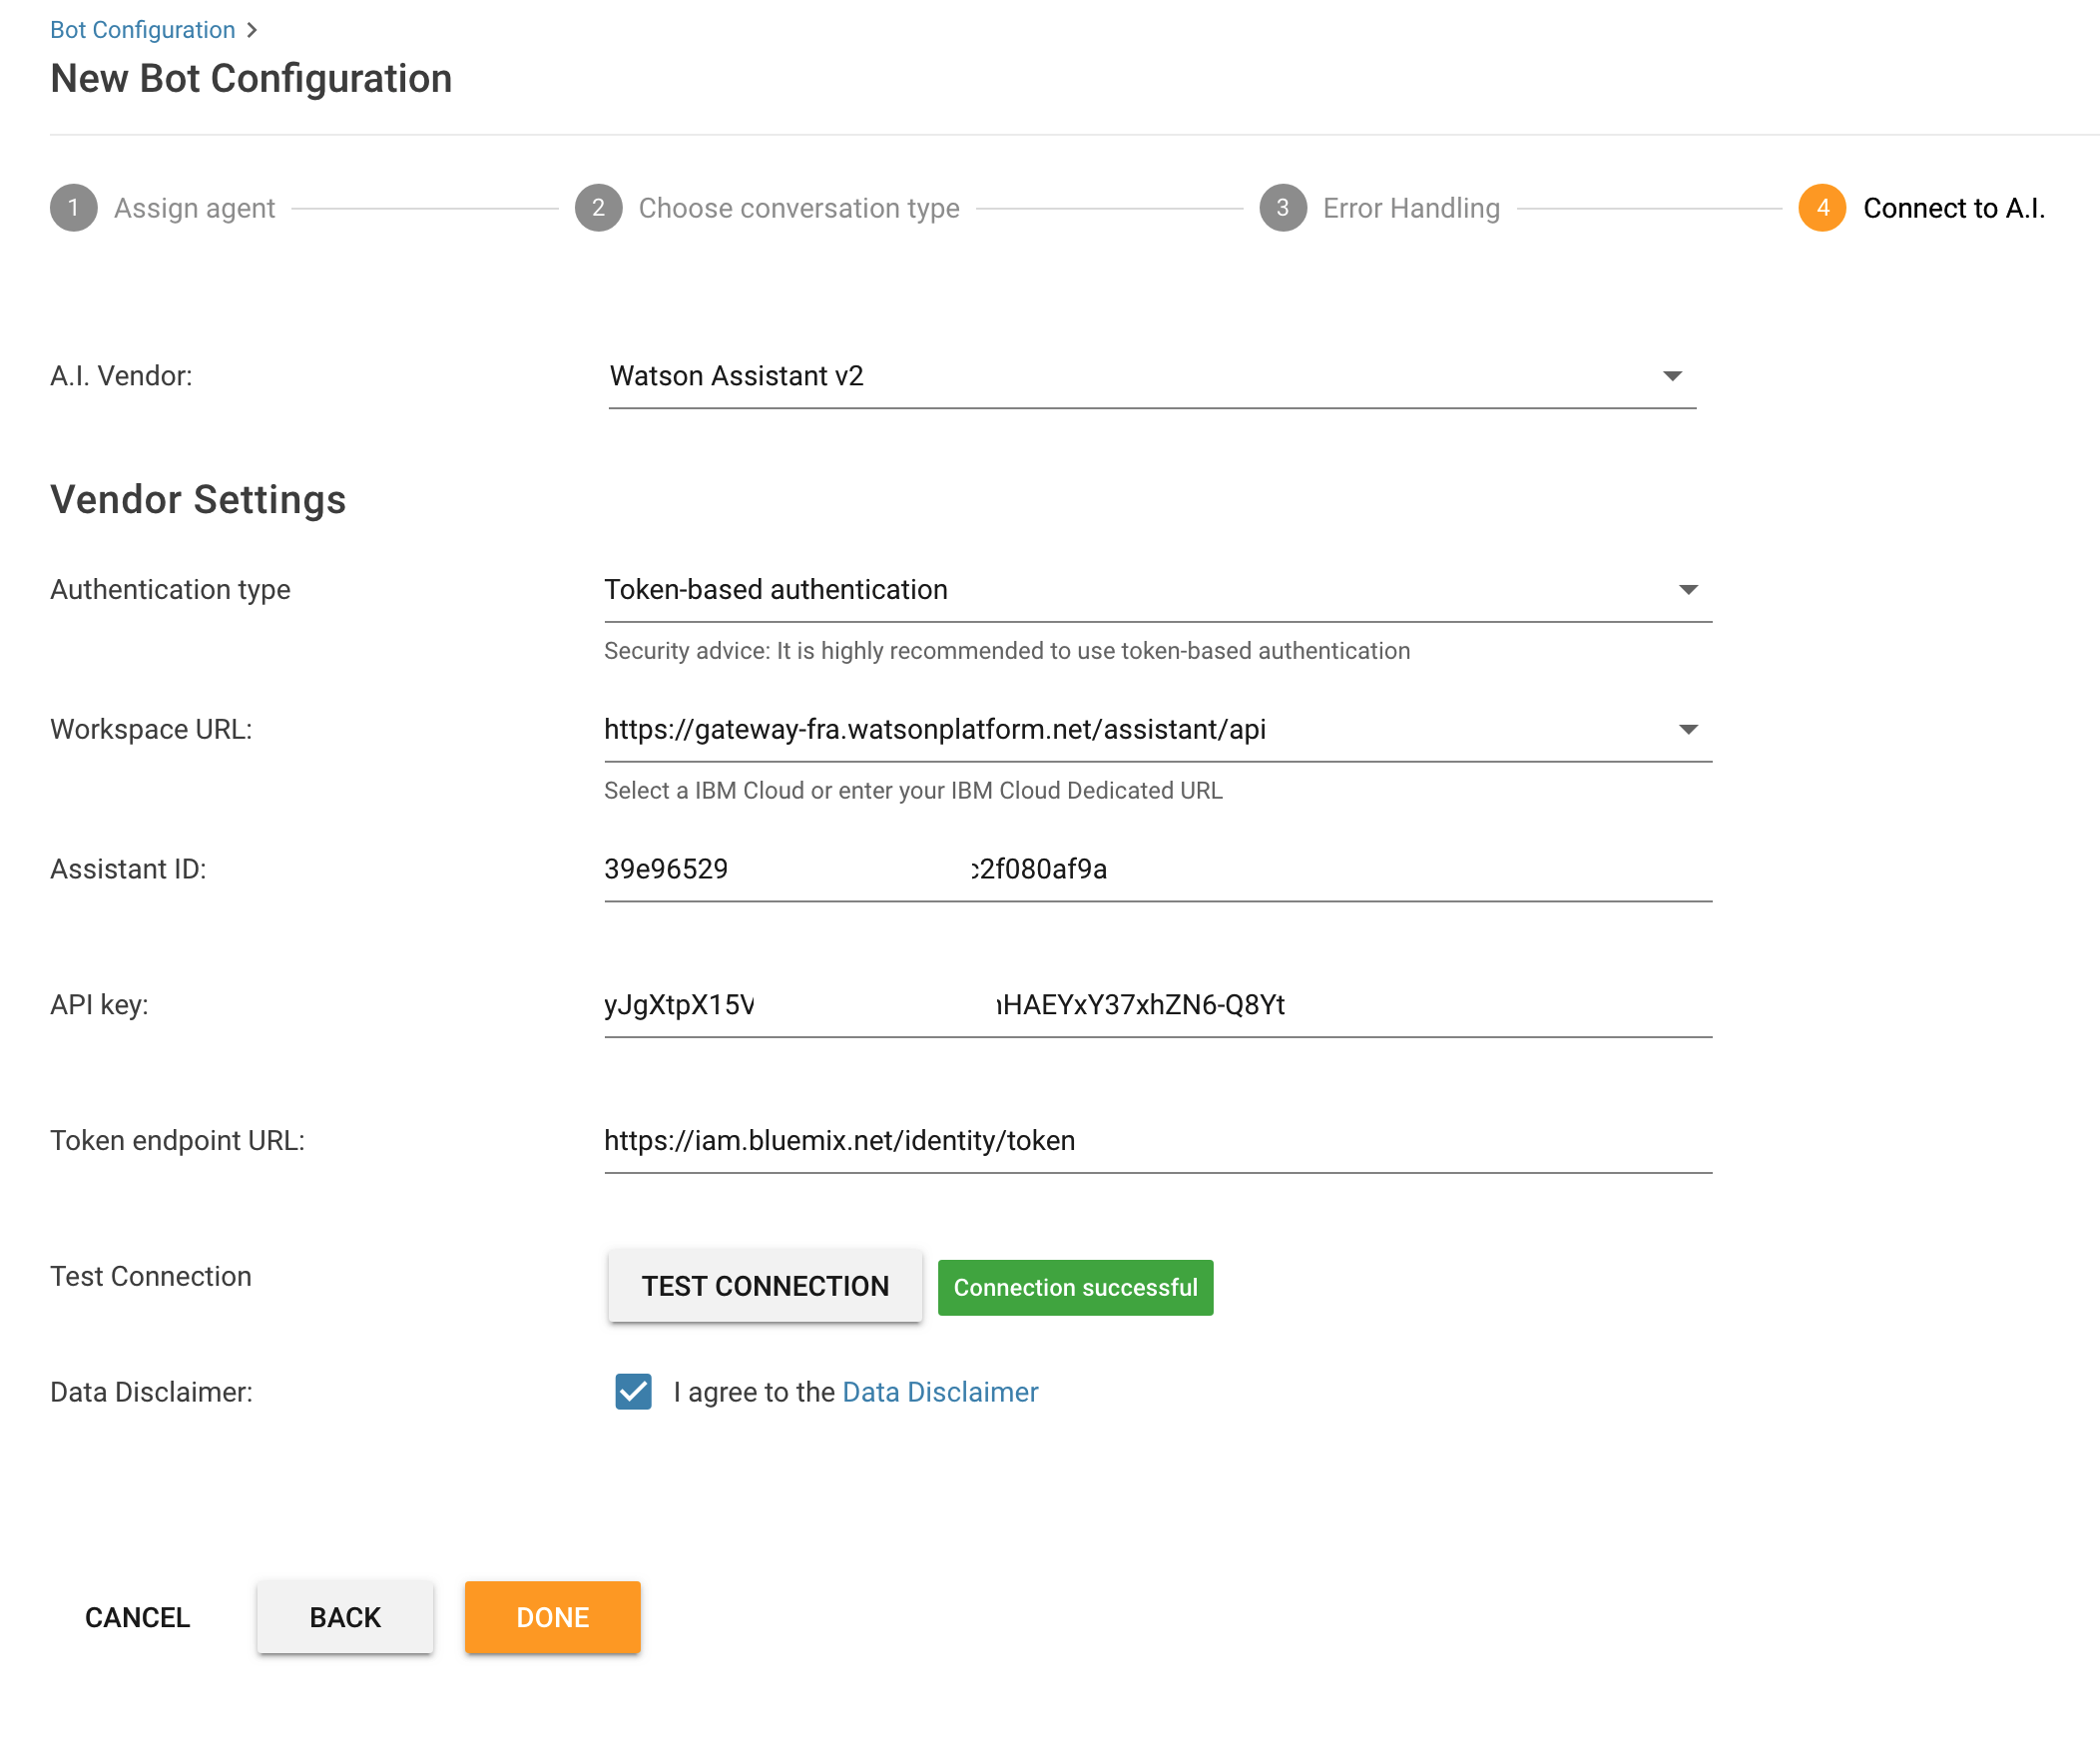 Bot Configuration >
New Bot Configuration
1 Assign agent 2 Choose conversation type 3 Error Handling 4 Connect to A.I.
A.I. Vendor: Watson Assistant v2
Vendor Settings
Authentication type Token-based authentication
Security advice: It is highly recommended to use token-based authentication
Workspace URL: https://gateway-fra.watsonplatform.net/assistant/api
Select a IBM Cloud or enter your IBM Cloud Dedicated URL
Assistant ID: 39e96529 c2f080af9a
API key: yJgXtpX15V HAEYxY37xhZN6-Q8Yt
Token endpoint URL: https://iam.bluemix.net/identity/token
Test Connection TEST CONNECTION Connection successful
Data Disclaimer: I agree to the Data Disclaimer
CANCEL BACK DONE